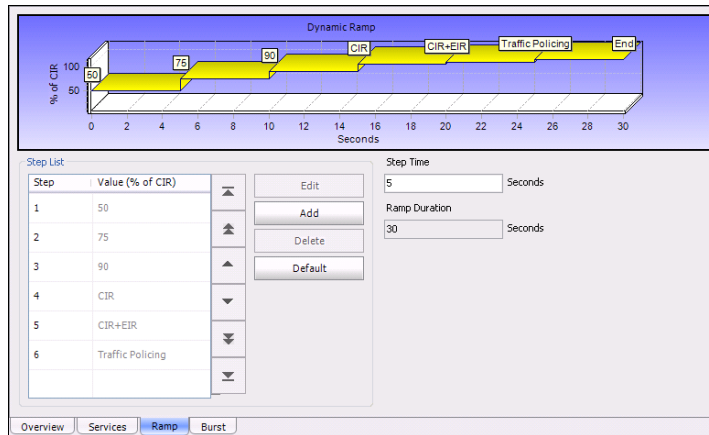 Dynamic Ramp
% of CIR
100
50
50
75
90
CIR
CIR+EIR
Traffic Policing
End
0 2 4 6 8 10 12 14 16 18 20 22 24 26 28 30
Seconds
Step List
Step Value (% of CIR)
1 50
2 75
3 90
4 CIR
5 CIR+EIR
6 Traffic Policing
Edit
Add
Delete
Default
Step Time
5 Seconds
Ramp Duration
30 Seconds
Overview Services Ramp Burst